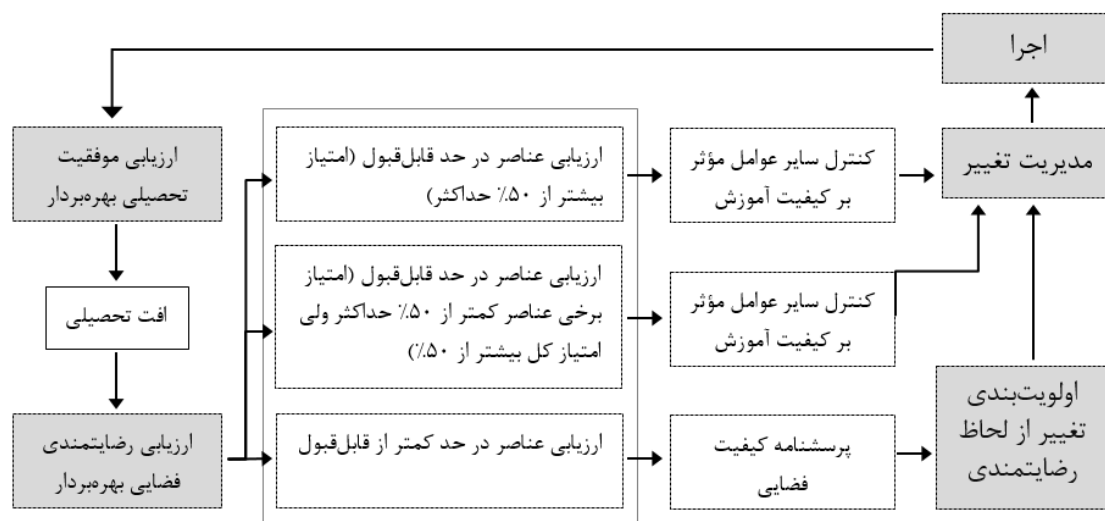 اجرا
ارزیابی موفقیت
تحصیلی بهره‌بردار
ارزیابی عناصر در حد قابل‌قبول (امتیاز
بیشتر از ۵۰٪ حداکثر)
کنترل سایر عوامل مؤثر
بر کیفیت آموزش
مدیریت تغییر
افت تحصیلی
ارزیابی عناصر در حد قابل‌قبول (امتیاز
برخی عناصر کمتر از ۵۰٪ حداکثر ولی
امتیاز کل بیشتر از ۵۰٪)
کنترل سایر عوامل مؤثر
بر کیفیت آموزش
ارزیابی رضایتمندی
فضایی بهره‌بردار
ارزیابی عناصر در حد کمتر از قابل‌قبول
پرسشنامه کیفیت
فضایی
اولویت‌بندی
تغییر از لحاظ
رضایتمندی